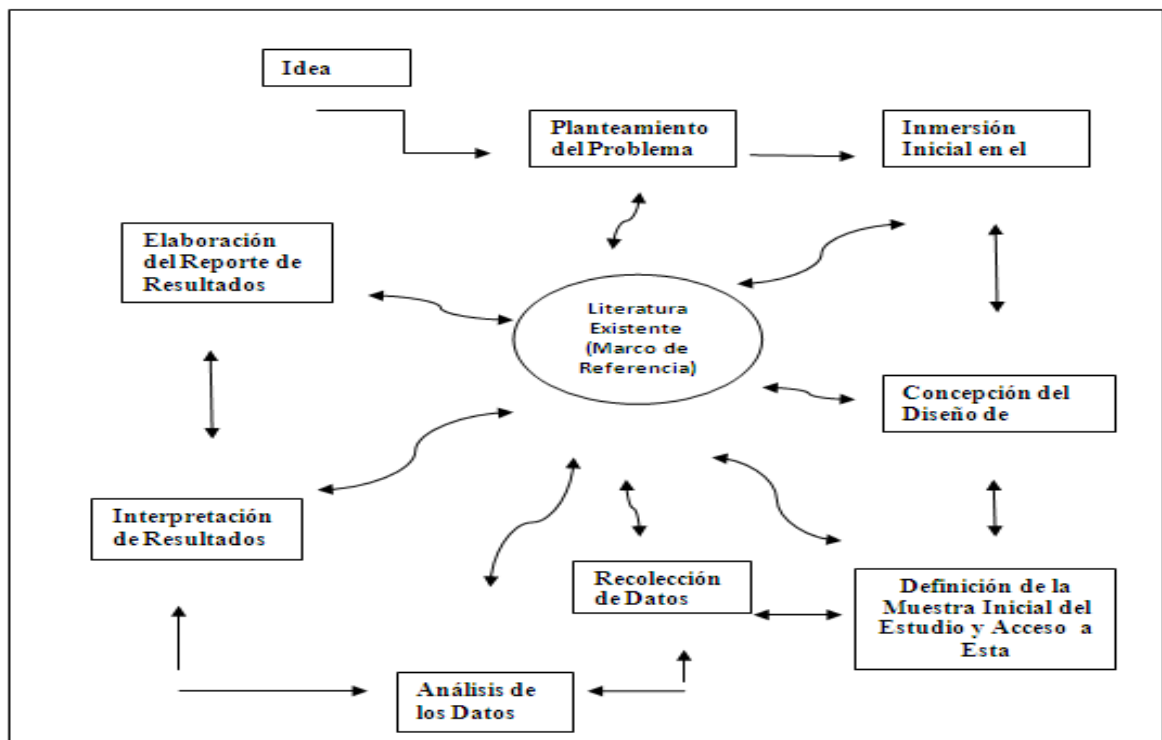 Idea
Planteamiento
del Problema
Inmersión
Inicial en el
Elaboración
del Reporte de
Resultados
Literatura
Existente
(Marco de
Referencia)
Concepción del
Diseño de
Interpretación
de Resultados
Recolección
de Datos
Definición de la
Muestra Inicial del
Estudio y Acceso a
Esta
Análisis de
los Datos